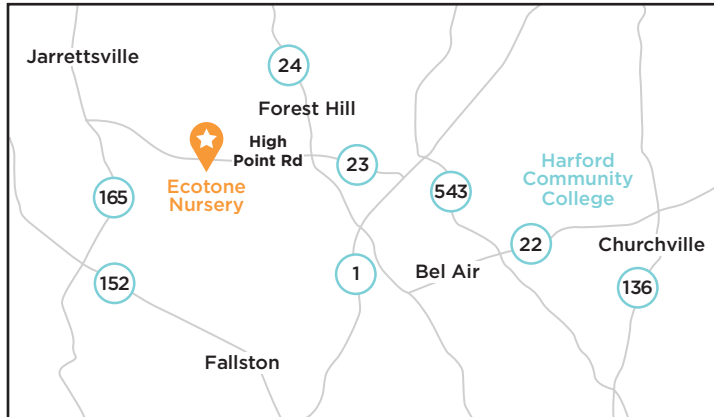 Jarrettsville
24
Forest Hill
High
Point Rd
23
Ecotone
Nursery
165
543
Harford
Community
College
22
Churchville
1
Bel Air
152
136
Fallston